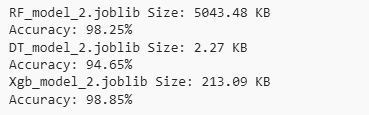 RF_model_2.joblib Size: 5043.48 KB
Accuracy: 98.25%
DT_model_2.joblib Size: 2.27 KB
Accuracy: 94.65%
Xgb_model_2.joblib Size: 213.09 KB
Accuracy: 98.85%